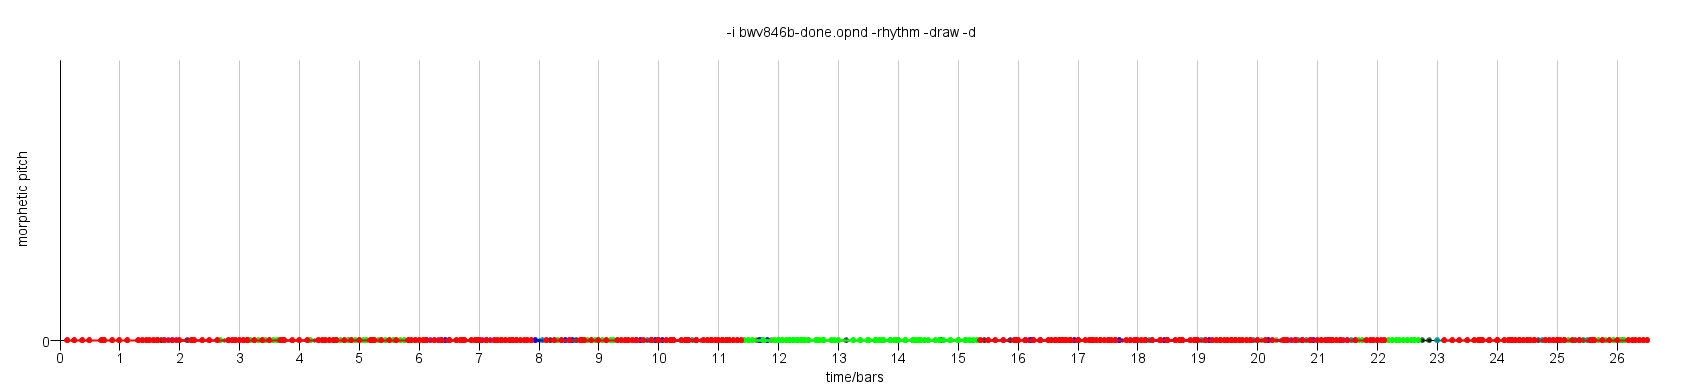 -i bwv846b-done.opnd -rhythm -draw -d
morphetic pitch
0
0 1 2 3 4 5 6 7 8 9 10 11 12 13 14 15 16 17 18 19 20 21 22 23 24 25 26
time/bars